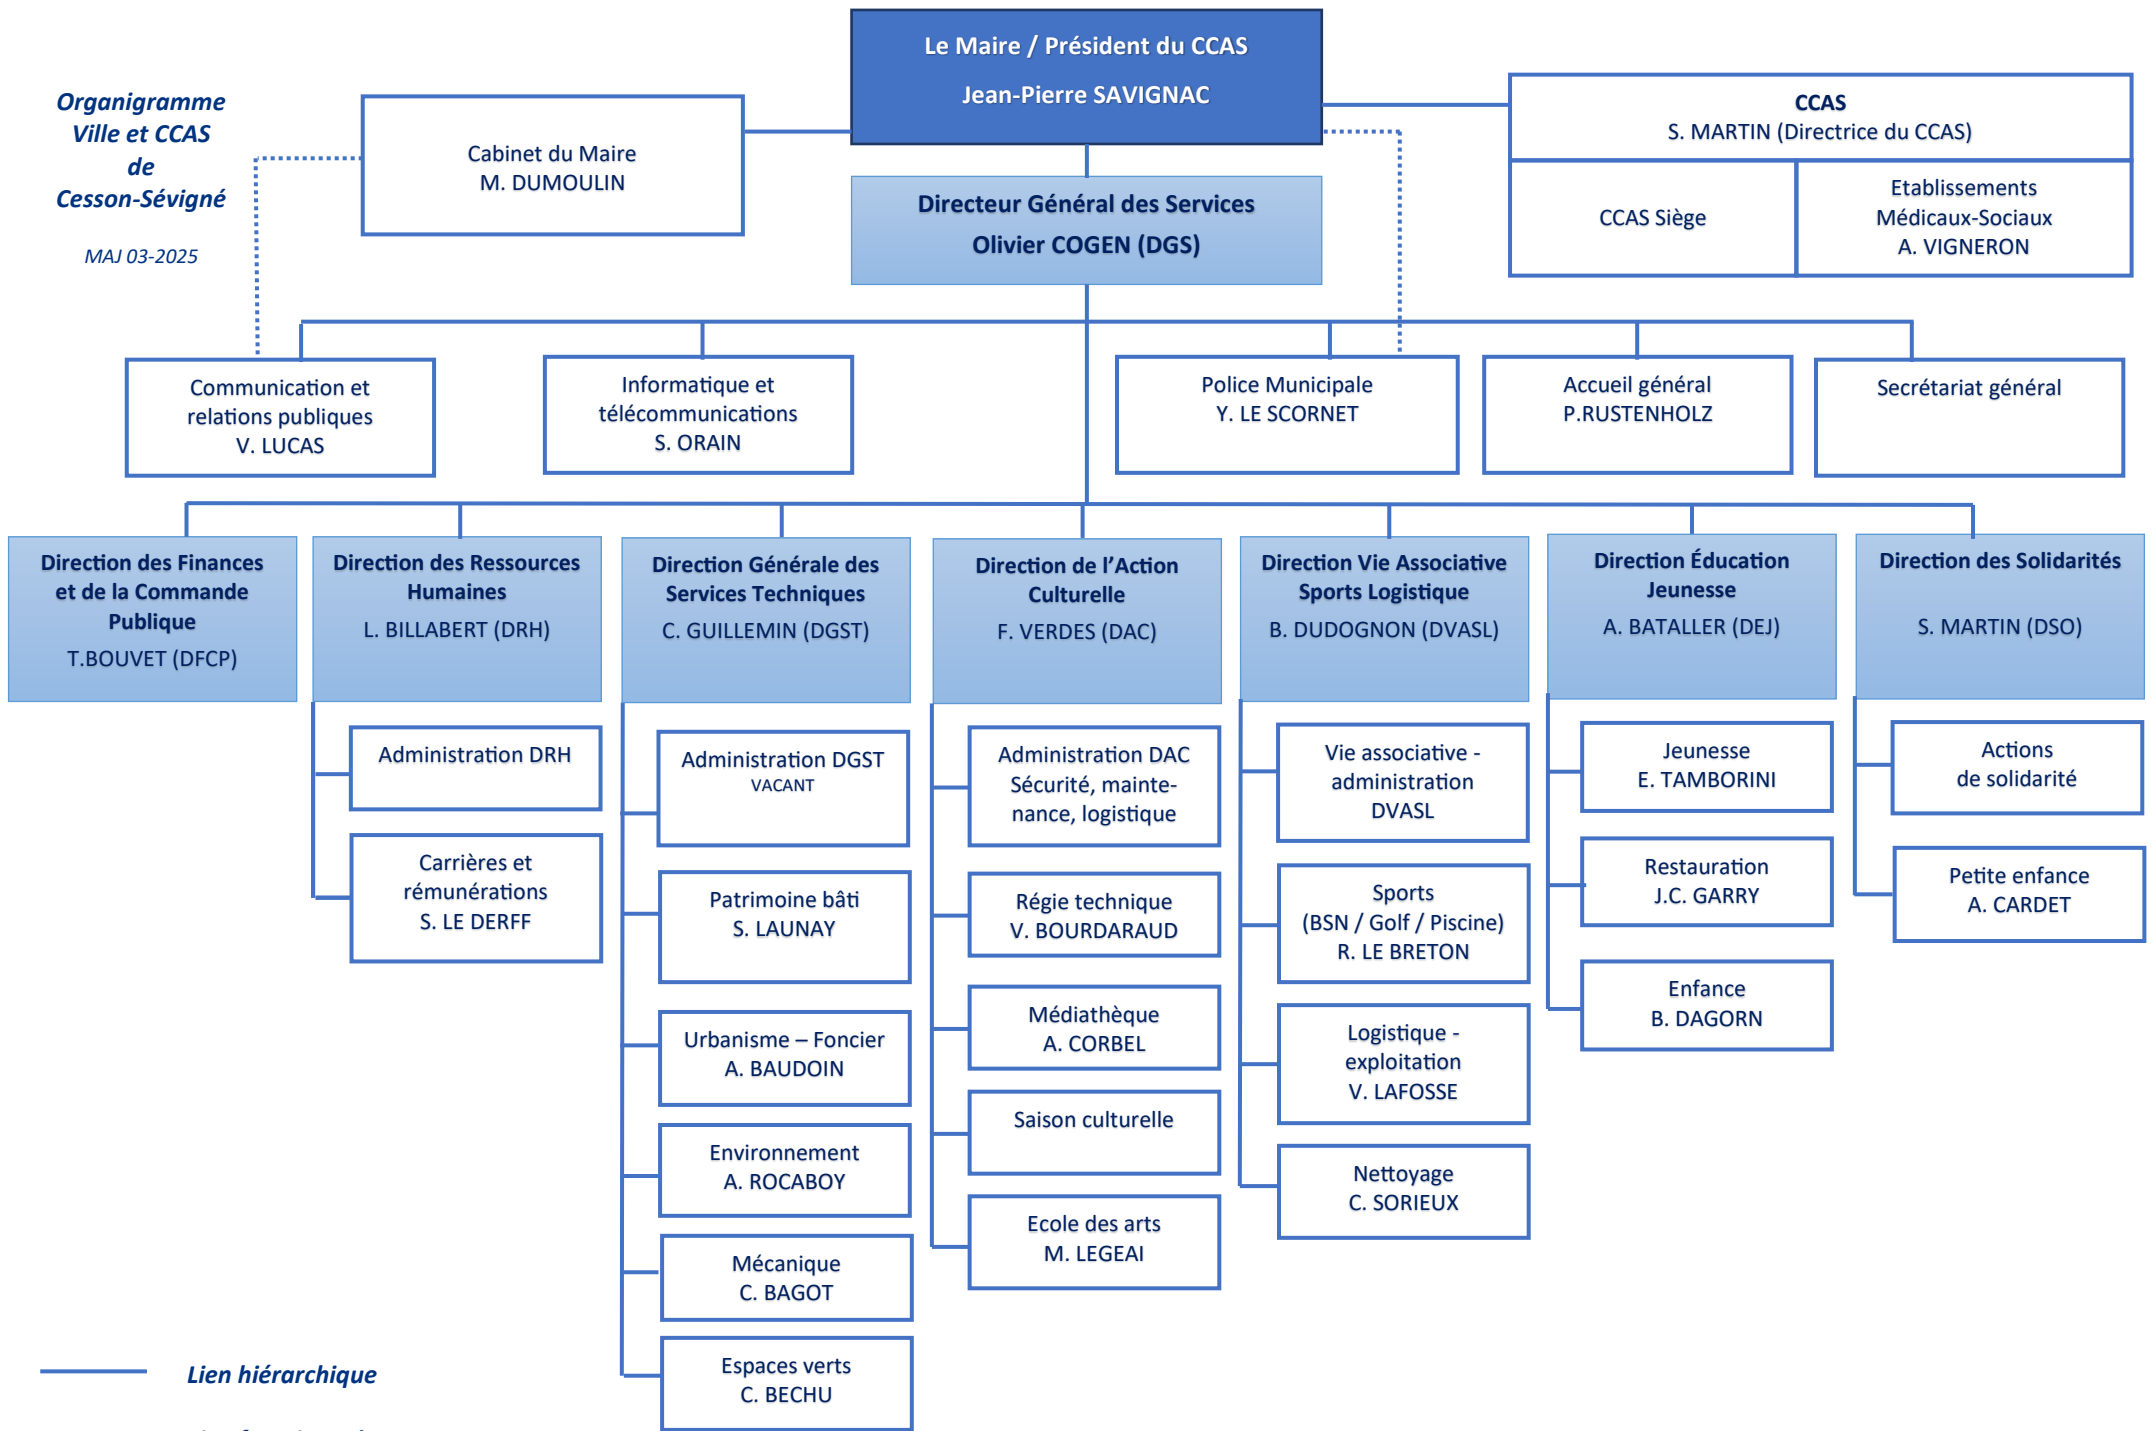 Le Maire / Président du CCAS
Jean-Pierre SAVIGNAC
Organigramme
Ville et CCAS
de
Cesson-Sévigné
MAJ 03-2025
Cabinet du Maire
M. DUMOULIN
CCAS
S. MARTIN (Directrice du CCAS)
CCAS Siège
Etablissements
Médicaux-Sociaux
A. VIGNERON
Directeur Général des Services
Olivier COGEN (DGS)
Communication et
relations publiques
V. LUCAS
Informatique et
télécommunications
S. ORAIN
Police Municipale
Y. LE SCORNET
Accueil général
P.RUSTENHOLZ
Secrétariat général
Direction des Finances
et de la Commande
Publique
T.BOUVET (DFCP)
Direction des Ressources
Humaines
L. BILLABERT (DRH)
Direction Générale des
Services Techniques
C. GUILLEMIN (DGST)
Direction de l'Action
Culturelle
F. VERDES (DAC)
Direction Vie Associative
Sports Logistique
B. DUDOGNON (DVASL)
Direction Éducation
Jeunesse
A. BATALLER (DEJ)
Direction des Solidarités
S. MARTIN (DSO)
Administration DRH
Carrières et
rémunérations
S. LE DERFF
Administration DGST
VACANT
Patrimoine bâti
S. LAUNAY
Urbanisme – Foncier
A. BAUDOIN
Environnement
A. ROCABOY
Mécanique
C. BAGOT
Espaces verts
C. BECHU
Administration DAC
Sécurité, mainte-
nance, logistique
Régie technique
V. BOURDARAUD
Médiathèque
A. CORBEL
Saison culturelle
Ecole des arts
M. LEGEAI
Vie associative -
administration
DVASL
Sports
(BSN / Golf / Piscine)
R. LE BRETON
Logistique -
exploitation
V. LAFOSSE
Nettoyage
C. SORIEUX
Jeunesse
E. TAMBORINI
Restauration
J.C. GARRY
Enfance
B. DAGORN
Actions
de solidarité
Petite enfance
A. CARDET
Lien hiérarchique